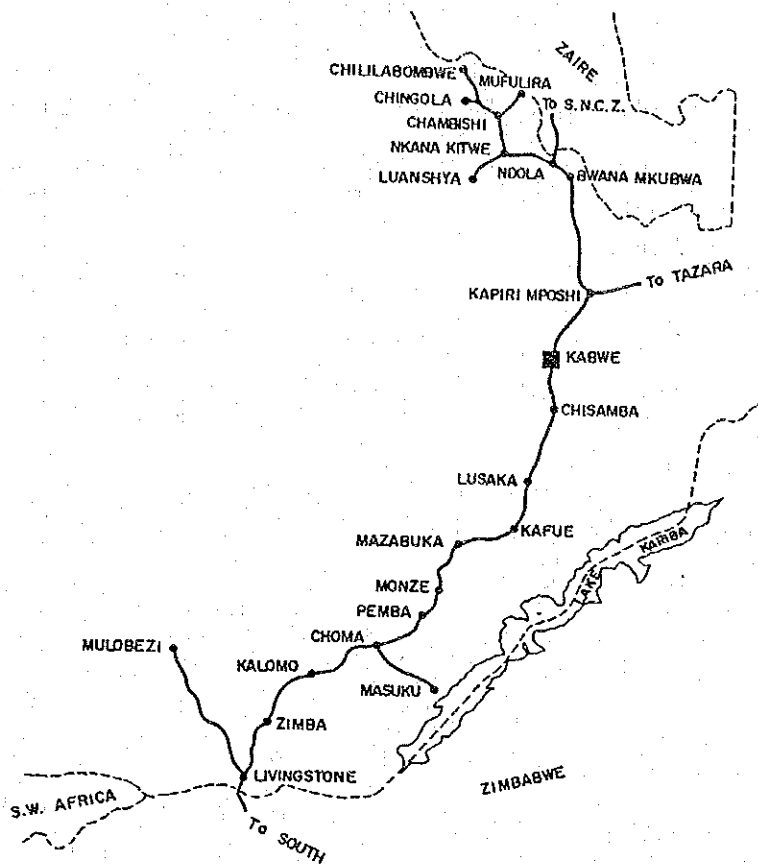 ZAIRE
CHILILABOMBWE
MUFULIRA
CHINGOLA
To S.N.C.Z.
CHAMBISHI
NKANA KITWE
NDOLA
BWANA MKUBWA
LUANSHYA
To TAZARA
KAPIRI MPOSHI
KABWE
CHISAMBA
LUSAKA
KAFUE
MAZABUKA
LAKE KARIBA
MONZE
PEMBA
CHOMA
MULOBEZI
KALOMO
MASUKU
ZIMBA
LIVINGSTONE
ZIMBABWE
S.W. AFRICA
To SOUTH